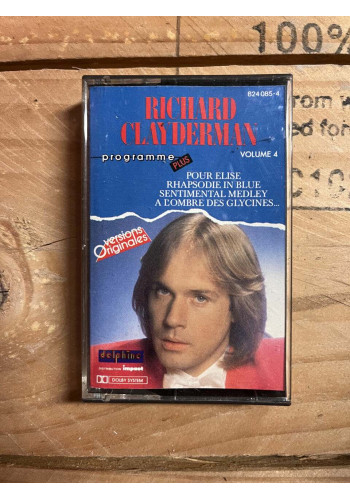 100%
824 085-4
RICHARD
CLAYDERMAN
programme PLUS
VOLUME 4
POUR ELISE
RHAPSODIE IN BLUE
SENTIMENTAL MEDLEY
A L'OMBRE DES GLYCINES...
versions
Originales
delphine
DISTRIBUTION impact
DOLBY SYSTEM